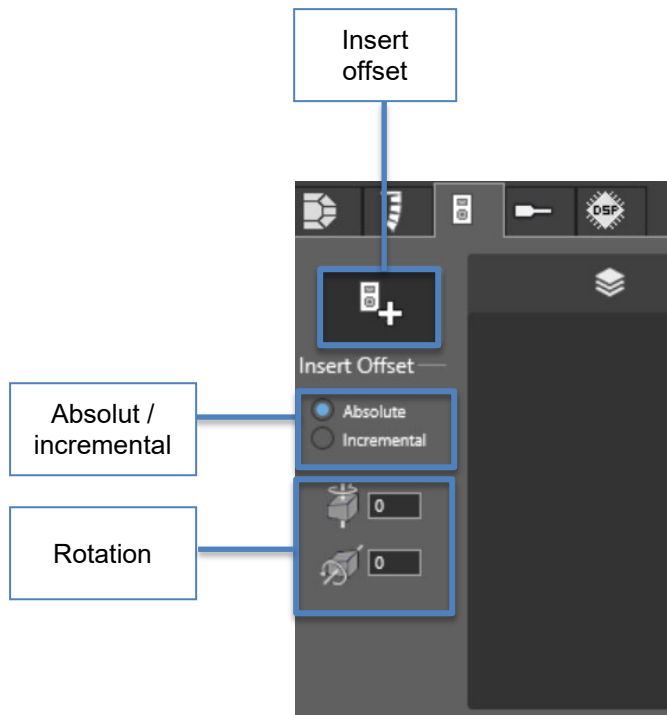 Insert
offset
DSP
Insert Offset
Absolut /
incremental
Absolute
Incremental
0
Rotation
0